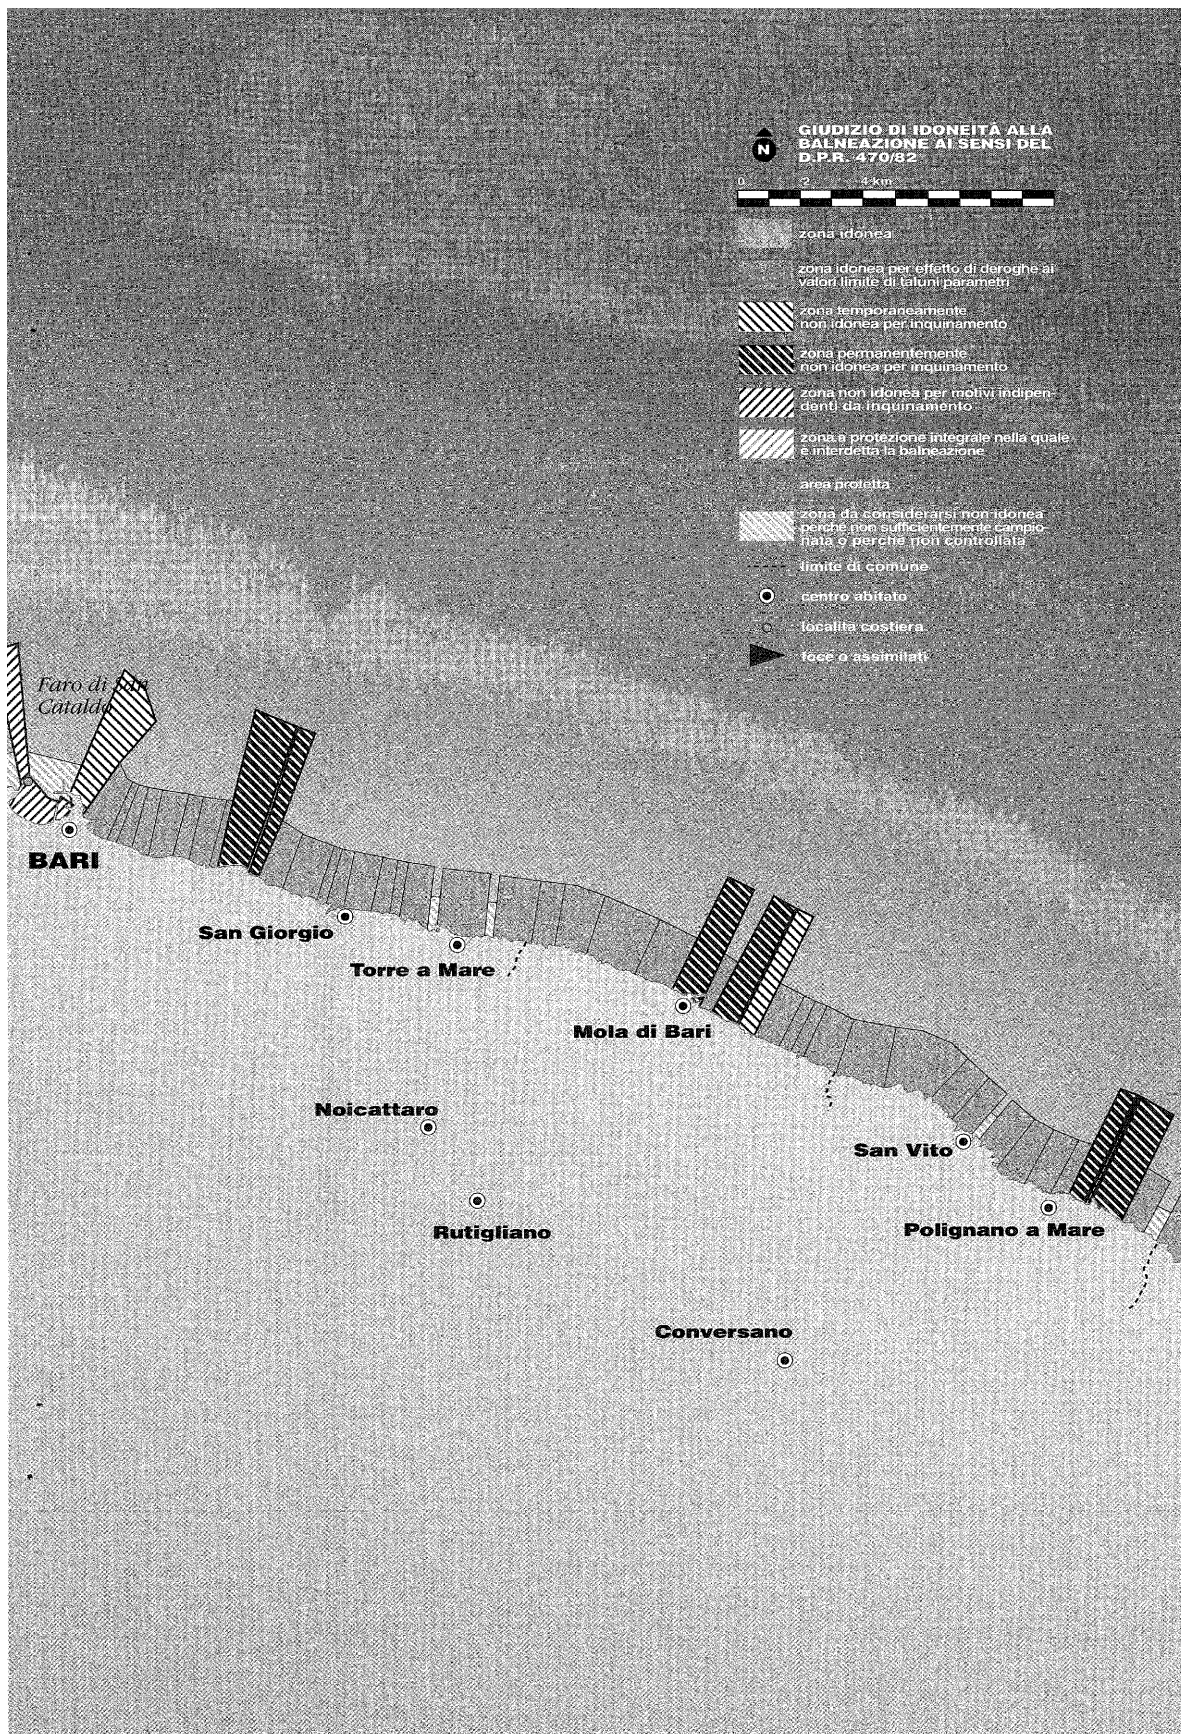 GIUDIZIO DI IDONEITÀ ALLA
BALNEAZIONE AI SENSI DEL
D.P.R. 470/82
N
0 2 4 km
zona idonea
zona idonea per effetto di deroghe ai
valori limite di taluni parametri
zona temporaneamente
non idonea per inquinamento
zona permanentemente
non idonea per inquinamento
zona non idonea per motivi indipen-
denti da inquinamento
zona a protezione integrale nella quale
è interdetta la balneazione
area protetta
zona da considerarsi non idonea
perché non sufficientemente campio-
nata o perché non controllata
limite di comune
centro abitato
località costiera
foce o assimilati
Faro di San
Cataldo
BARI
San Giorgio
Torre a Mare
Mola di Bari
Noicattaro
San Vito
Rutigliano
Polignano a Mare
Conversano